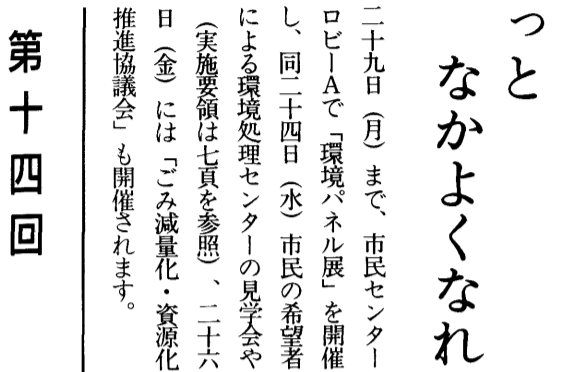 っと
なかよくなれ
二十九日（月）まで、市民センター
ロビーAで「環境パネル展」を開催
し、同二十四日（水）市民の希望者
による環境処理センターの見学会や
（実施要領は七頁を参照）、二十六
日（金）には「ごみ減量化・資源化
推進協議会」も開催されます。
第十四回